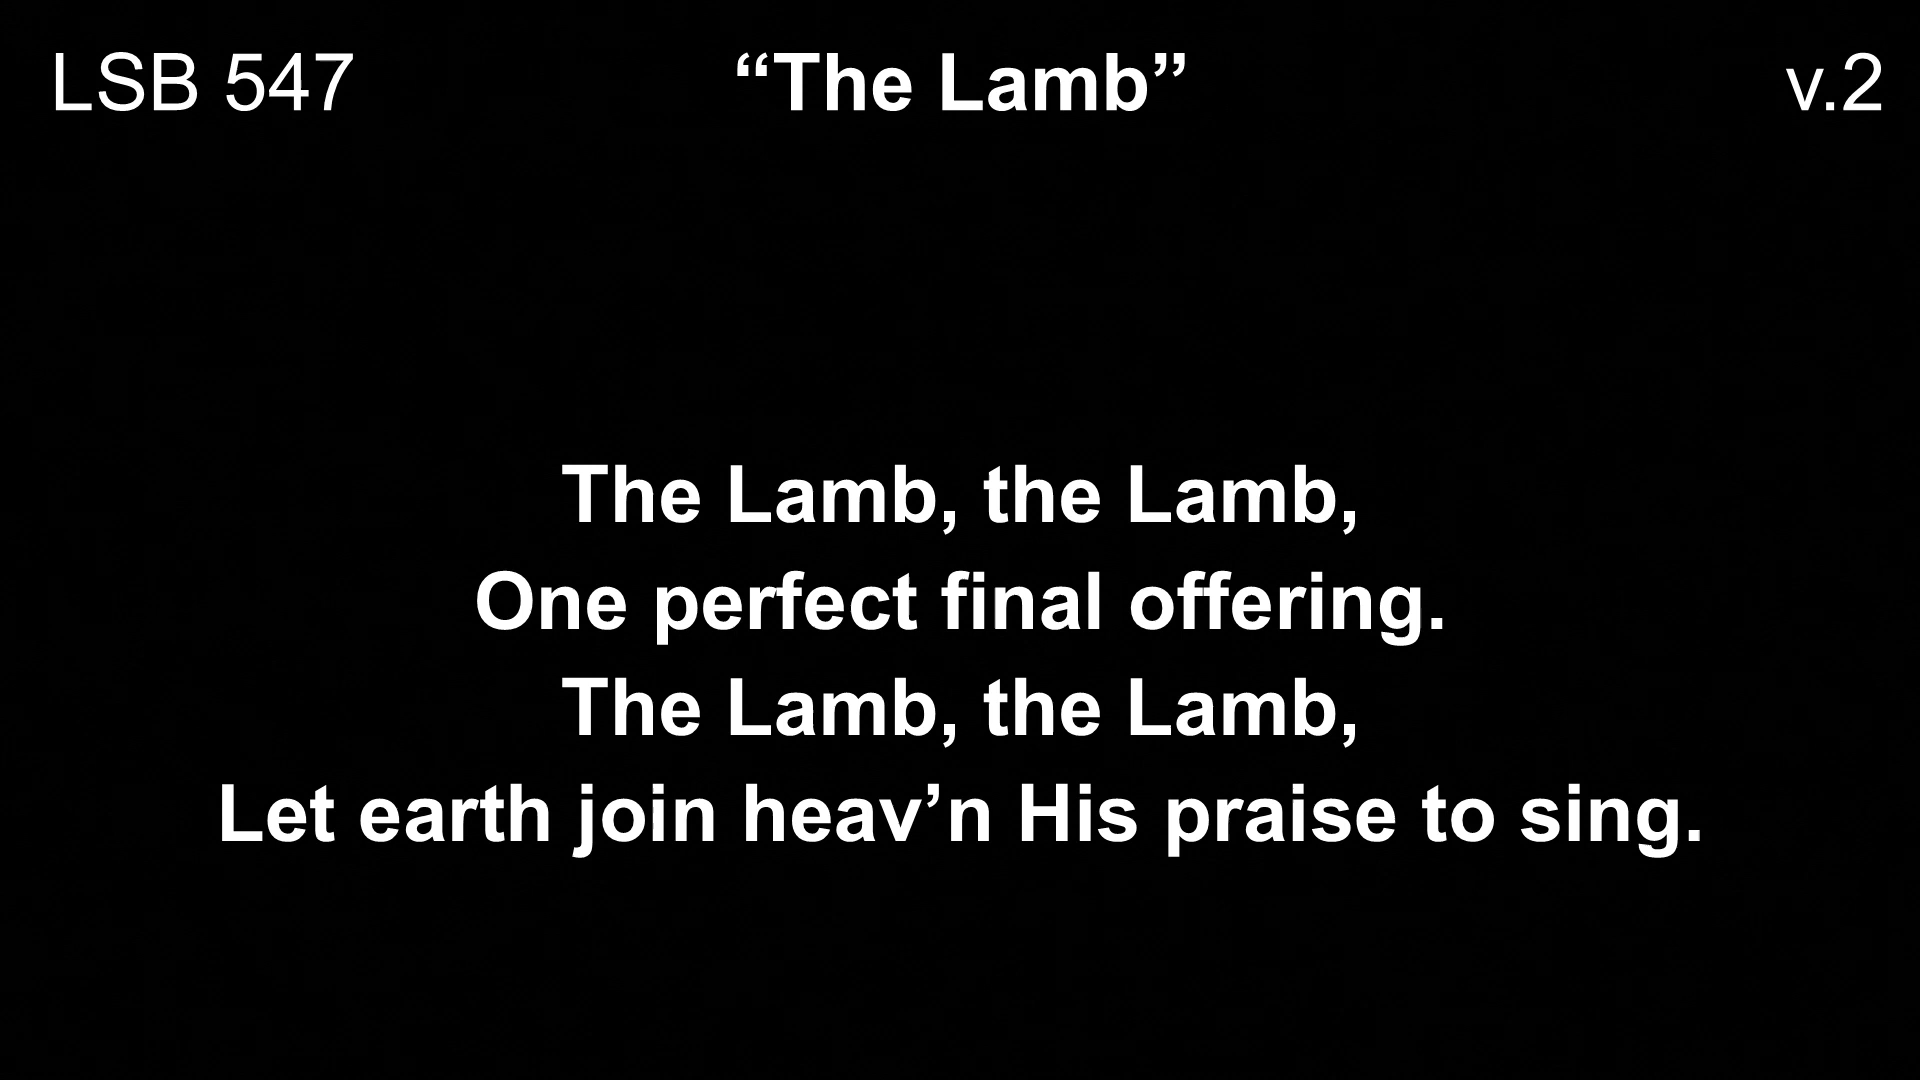 LSB 547 “The Lamb” v.2
The Lamb, the Lamb,
One perfect final offering.
The Lamb, the Lamb,
Let earth join heav’n His praise to sing.